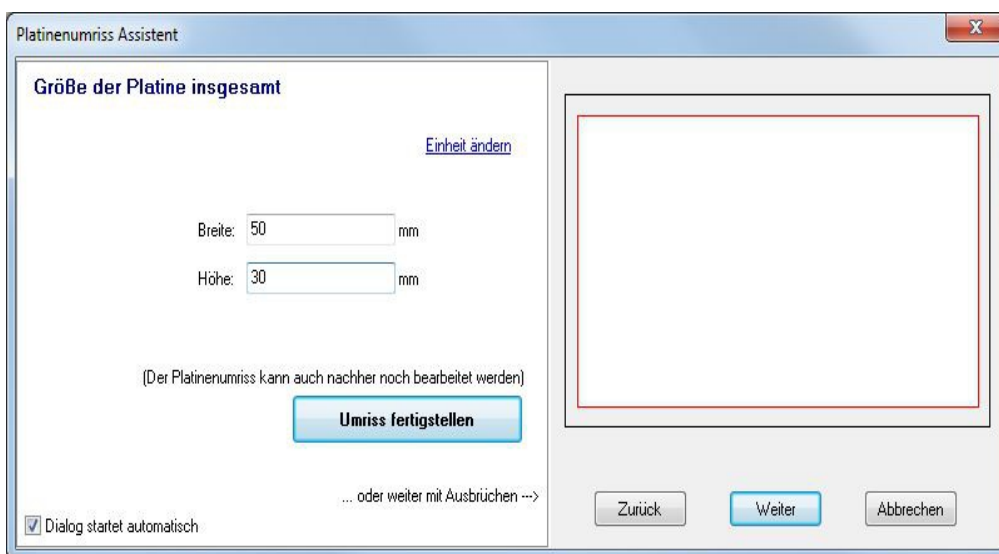 Platinenumriss Assistent
X
Größe der Platine insgesamt
Einheit ändern
Breite: 50 mm
Höhe: 30 mm
(Der Platinenumriss kann auch nachher noch bearbeitet werden)
Umriss fertigstellen
... oder weiter mit Ausbrüchen --->
Dialog startet automatisch
Zurück Weiter Abbrechen